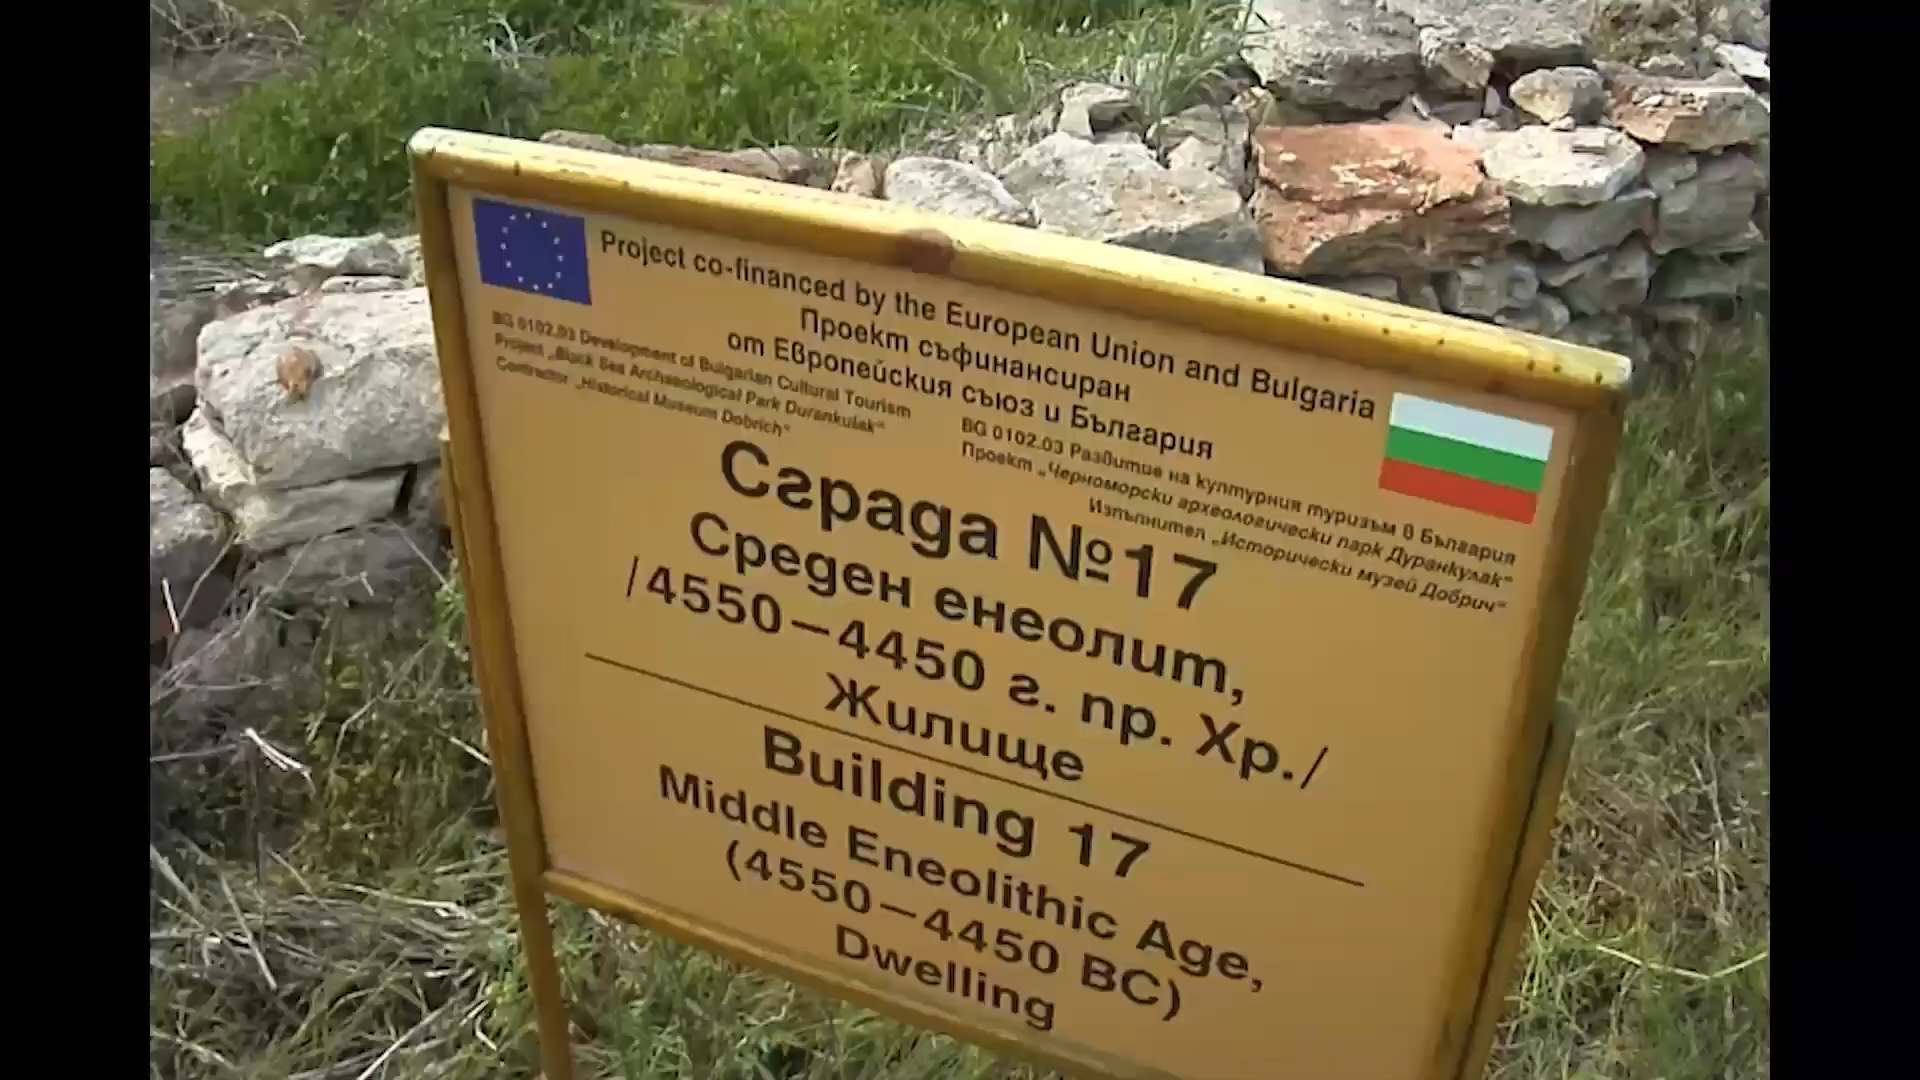 Project co-financed by the European Union and Bulgaria
Проект съфинансиран
от Европейския съюз и България
BG 0102.03 Development of Bulgarian Cultural Tourism
Project „Black Sea Archaeological Park Durankulak“
Contractor „Historical Museum Dobrich“
BG 0102.03 Развитие на културния туризъм в България
Проект „Черноморски археологически парк Дуранкулак“
Изпълнител „Исторически музей Добрич“
Сграда №17
Среден енеолит,
/4550–4450 г. пр. Хр./
Жилище
Building 17
Middle Eneolithic Age,
(4550–4450 BC)
Dwelling